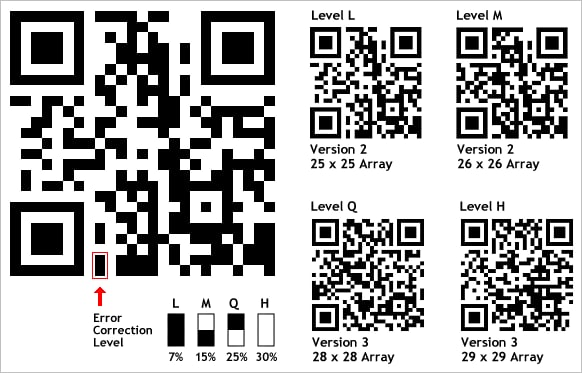 Level L
Version 2
25 x 25 Array
Level M
Version 2
26 x 26 Array
Level Q
Version 3
28 x 28 Array
Level H
Version 3
29 x 29 Array
Error
Correction
Level
L M Q H
7% 15% 25% 30%